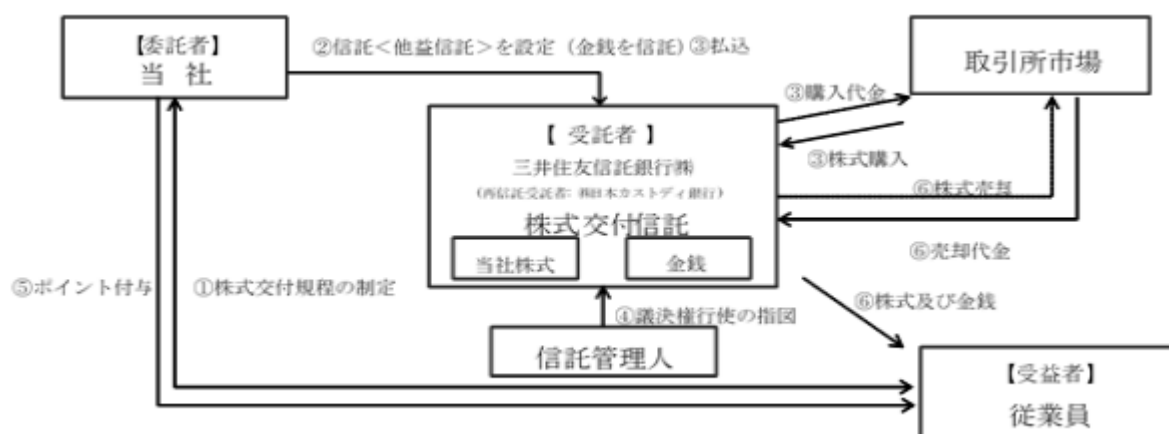 【委託者】
当 社
②信託＜他益信託＞を設定（金銭を信託）③払込
取引所市場
③購入代金
【 受託者 】
三井住友信託銀行㈱
(再信託受託者: ㈱日本カストディ銀行)
株式交付信託
当社株式
金銭
③株式購入
⑥株式売却
⑥売却代金
⑤ポイント付与
①株式交付規程の制定
④議決権行使の指図
⑥株式及び金銭
信託管理人
【受益者】
従業員